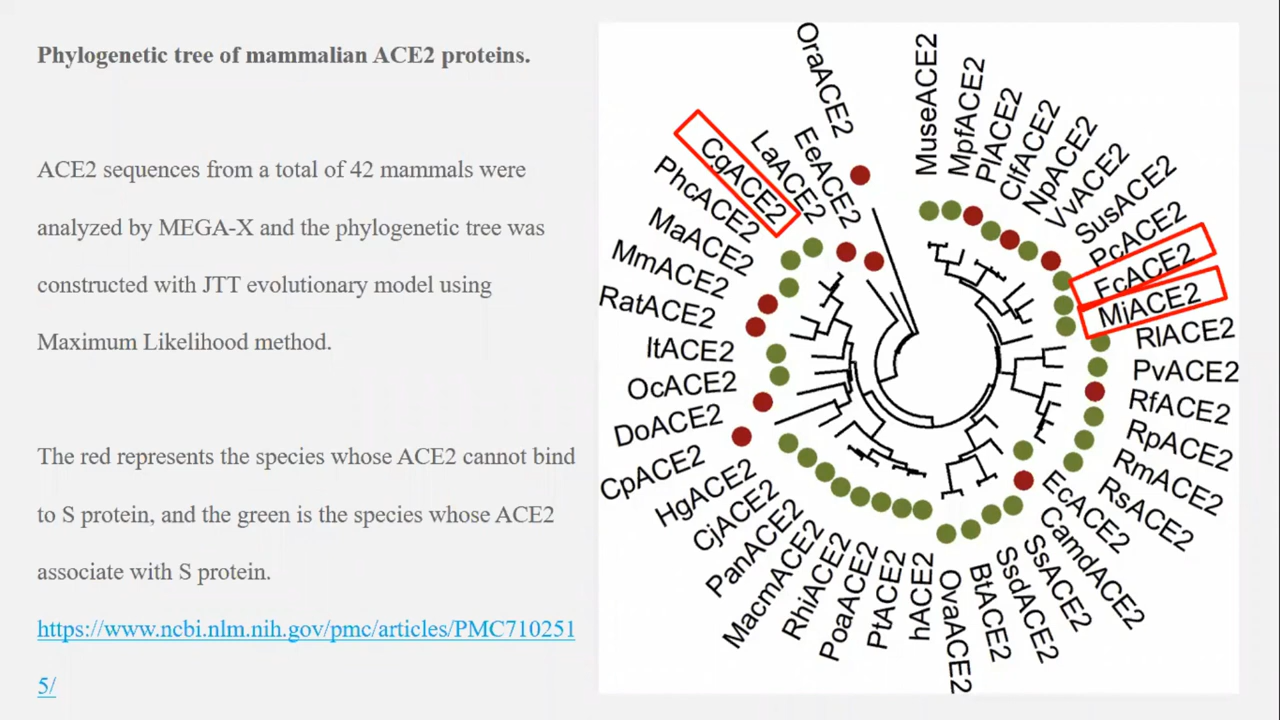 Phylogenetic tree of mammalian ACE2 proteins.
ACE2 sequences from a total of 42 mammals were
analyzed by MEGA-X and the phylogenetic tree was
constructed with JTT evolutionary model using
Maximum Likelihood method.
The red represents the species whose ACE2 cannot bind
to S protein, and the green is the species whose ACE2
associate with S protein.
https://www.ncbi.nlm.nih.gov/pmc/articles/PMC710251
5/
OraACE2
MuseACE2
MpfACE2
PlACE2
ClfACE2
NpACE2
VvACE2
SusACE2
PcACE2
FcACE2
MjACE2
RlACE2
PvACE2
RfACE2
RpACE2
RmACE2
RsACE2
EcACE2
CamdACE2
SsACE2
SsdACE2
BtACE2
OvaACE2
hACE2
PtACE2
PoaACE2
RhiACE2
MacmACE2
PanACE2
CjACE2
HgACE2
CpACE2
DoACE2
OcACE2
ItACE2
RatACE2
MmACE2
MaACE2
PhcACE2
CgACE2
LaACE2
EeACE2